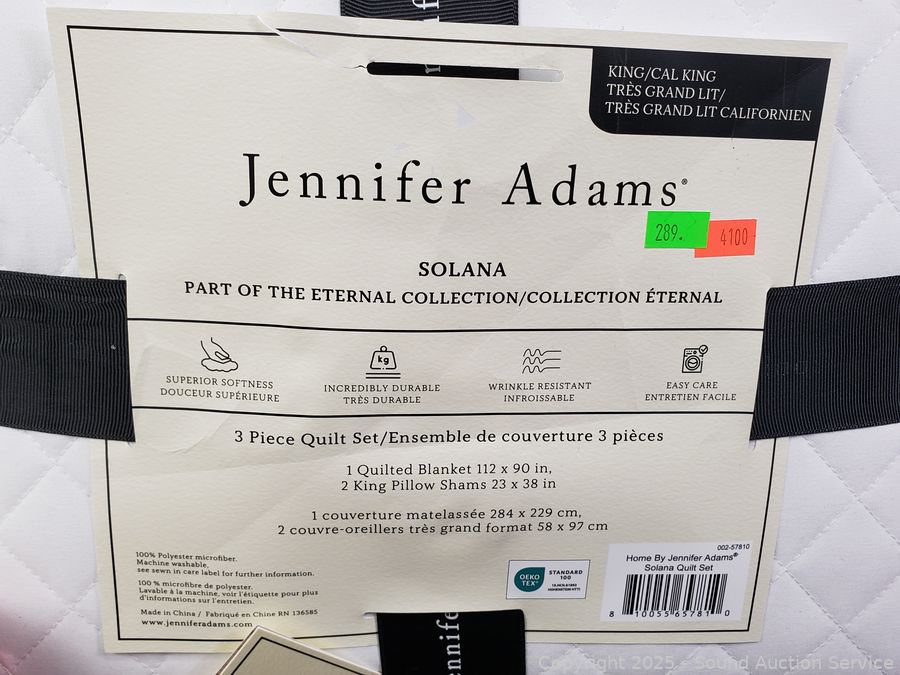 KING/CAL KING
TRÈS GRAND LIT/
TRÈS GRAND LIT CALIFORNIEN
Jennifer Adams®
289.
4100
SOLANA
PART OF THE ETERNAL COLLECTION/COLLECTION ÉTERNAL
kg
SUPERIOR SOFTNESS
DOUCEUR SUPÉRIEURE
INCREDIBLY DURABLE
TRÈS DURABLE
WRINKLE RESISTANT
INFROISSABLE
EASY CARE
ENTRETIEN FACILE
3 Piece Quilt Set/Ensemble de couverture 3 pièces
1 Quilted Blanket 112 x 90 in,
2 King Pillow Shams 23 x 38 in
1 couverture matelassée 284 x 229 cm,
2 couvre-oreillers très grand format 58 x 97 cm
100% Polyester microfiber.
Machine washable,
see sewn in care label for further information.
100 % microfibre de polyester.
Lavable à la machine, voir l'étiquette pour plus
d'informations sur l'entretien.
Made in China / Fabriqué en Chine RN 136585
www.jenniferadams.com
OEKO
TEX®
STANDARD
100
002-57810
Home By Jennifer Adams®
Solana Quilt Set
8 10055 65781 0
jennife
Copyright 2025 - Sound Auction Service